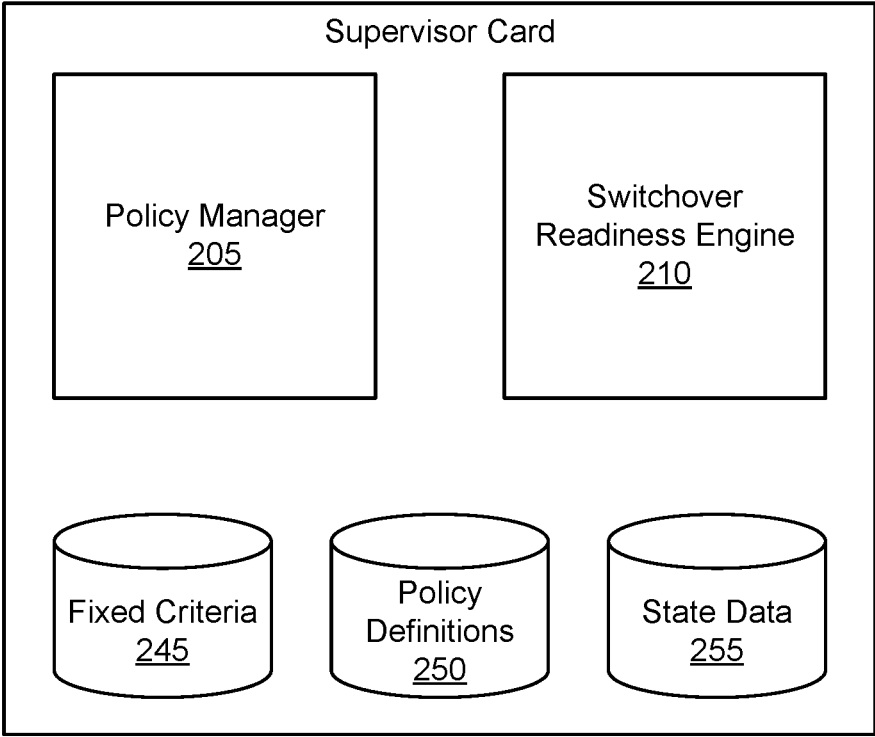 Supervisor Card
Policy Manager
205
Switchover
Readiness Engine
210
Fixed Criteria
245
Policy
Definitions
250
State Data
255